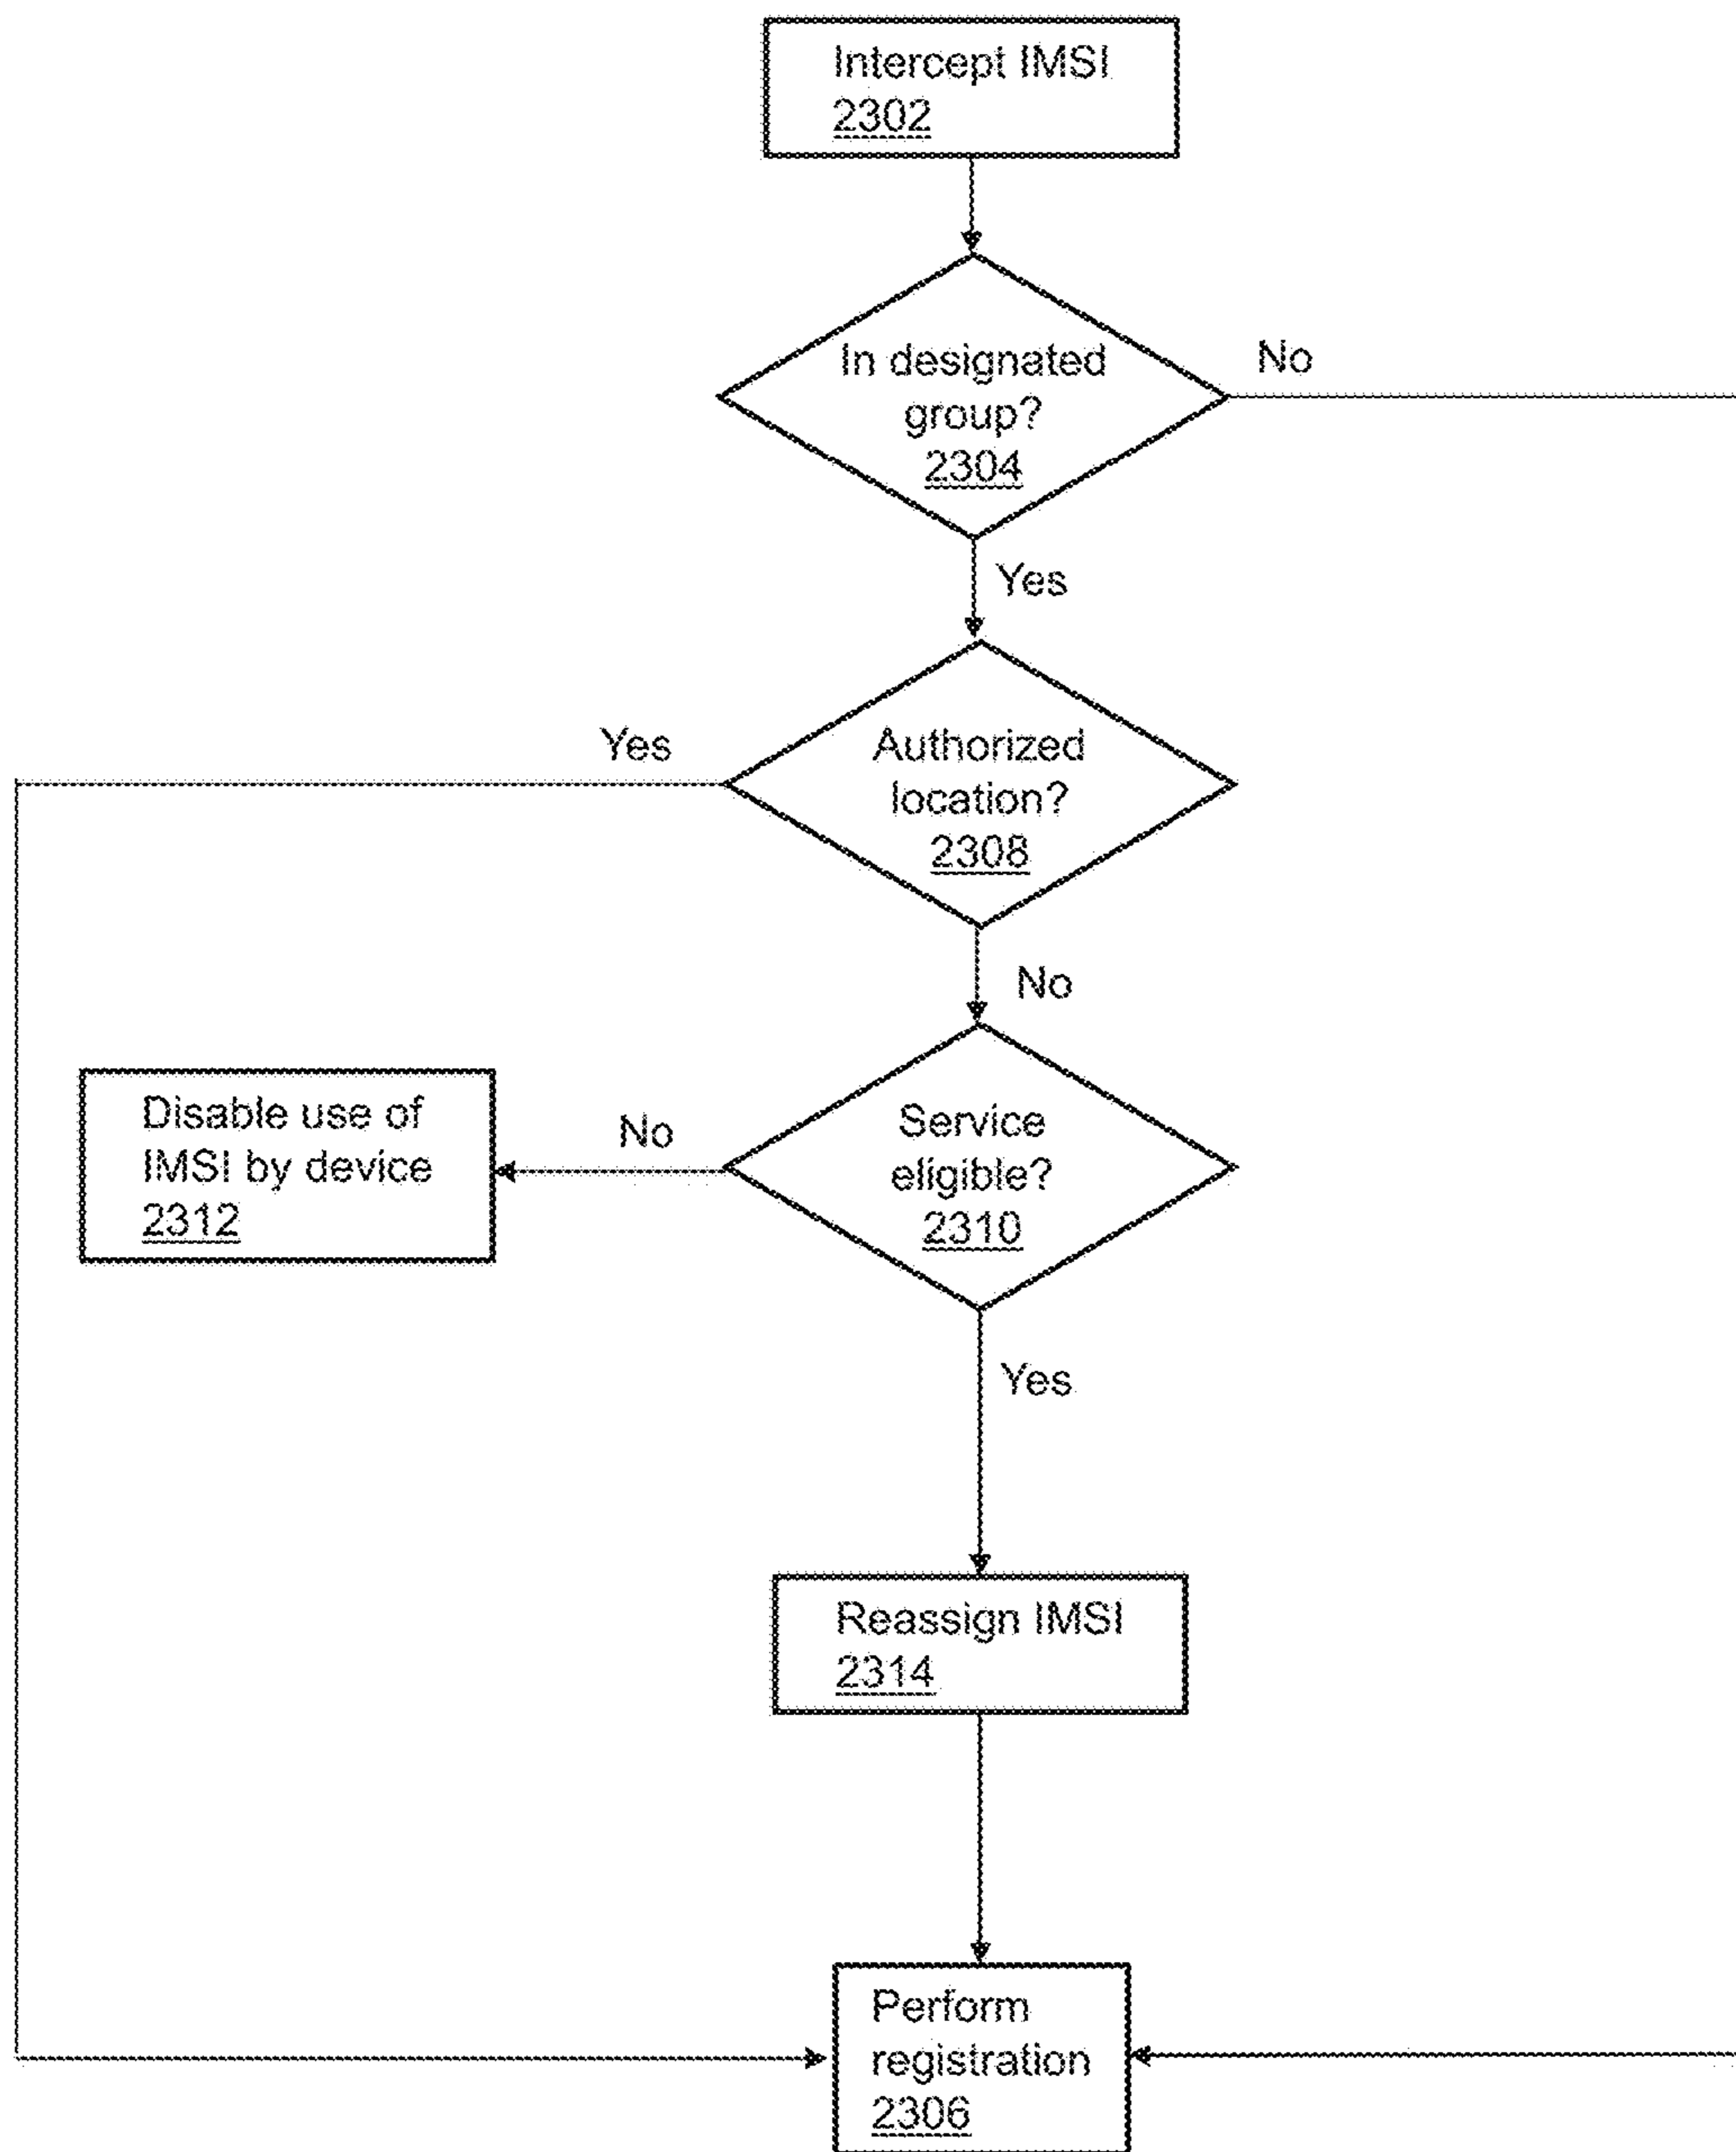 Intercept IMSI
2302
In designated
group?
2304
No
Yes
Authorized
location?
2308
Yes
No
Service
eligible?
2310
No
Disable use of
IMSI by device
2312
Yes
Reassign IMSI
2314
Perform
registration
2306